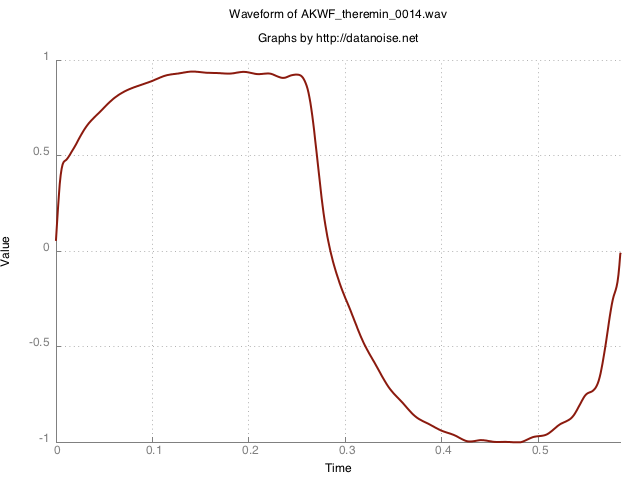 Waveform of AKWF_theremin_0014.wav
Graphs by http://datanoise.net
1
0.5
0
-0.5
-1
Value
0 0.1 0.2 0.3 0.4 0.5
Time